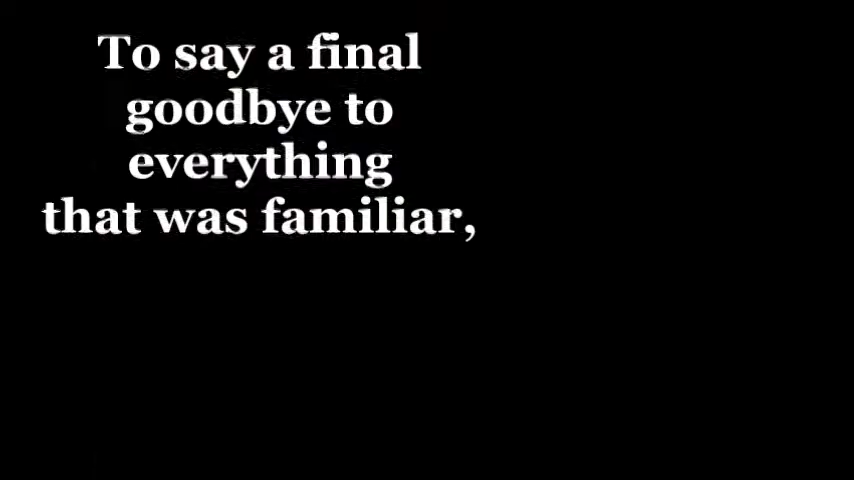 To say a final
goodbye to
everything
that was familiar,